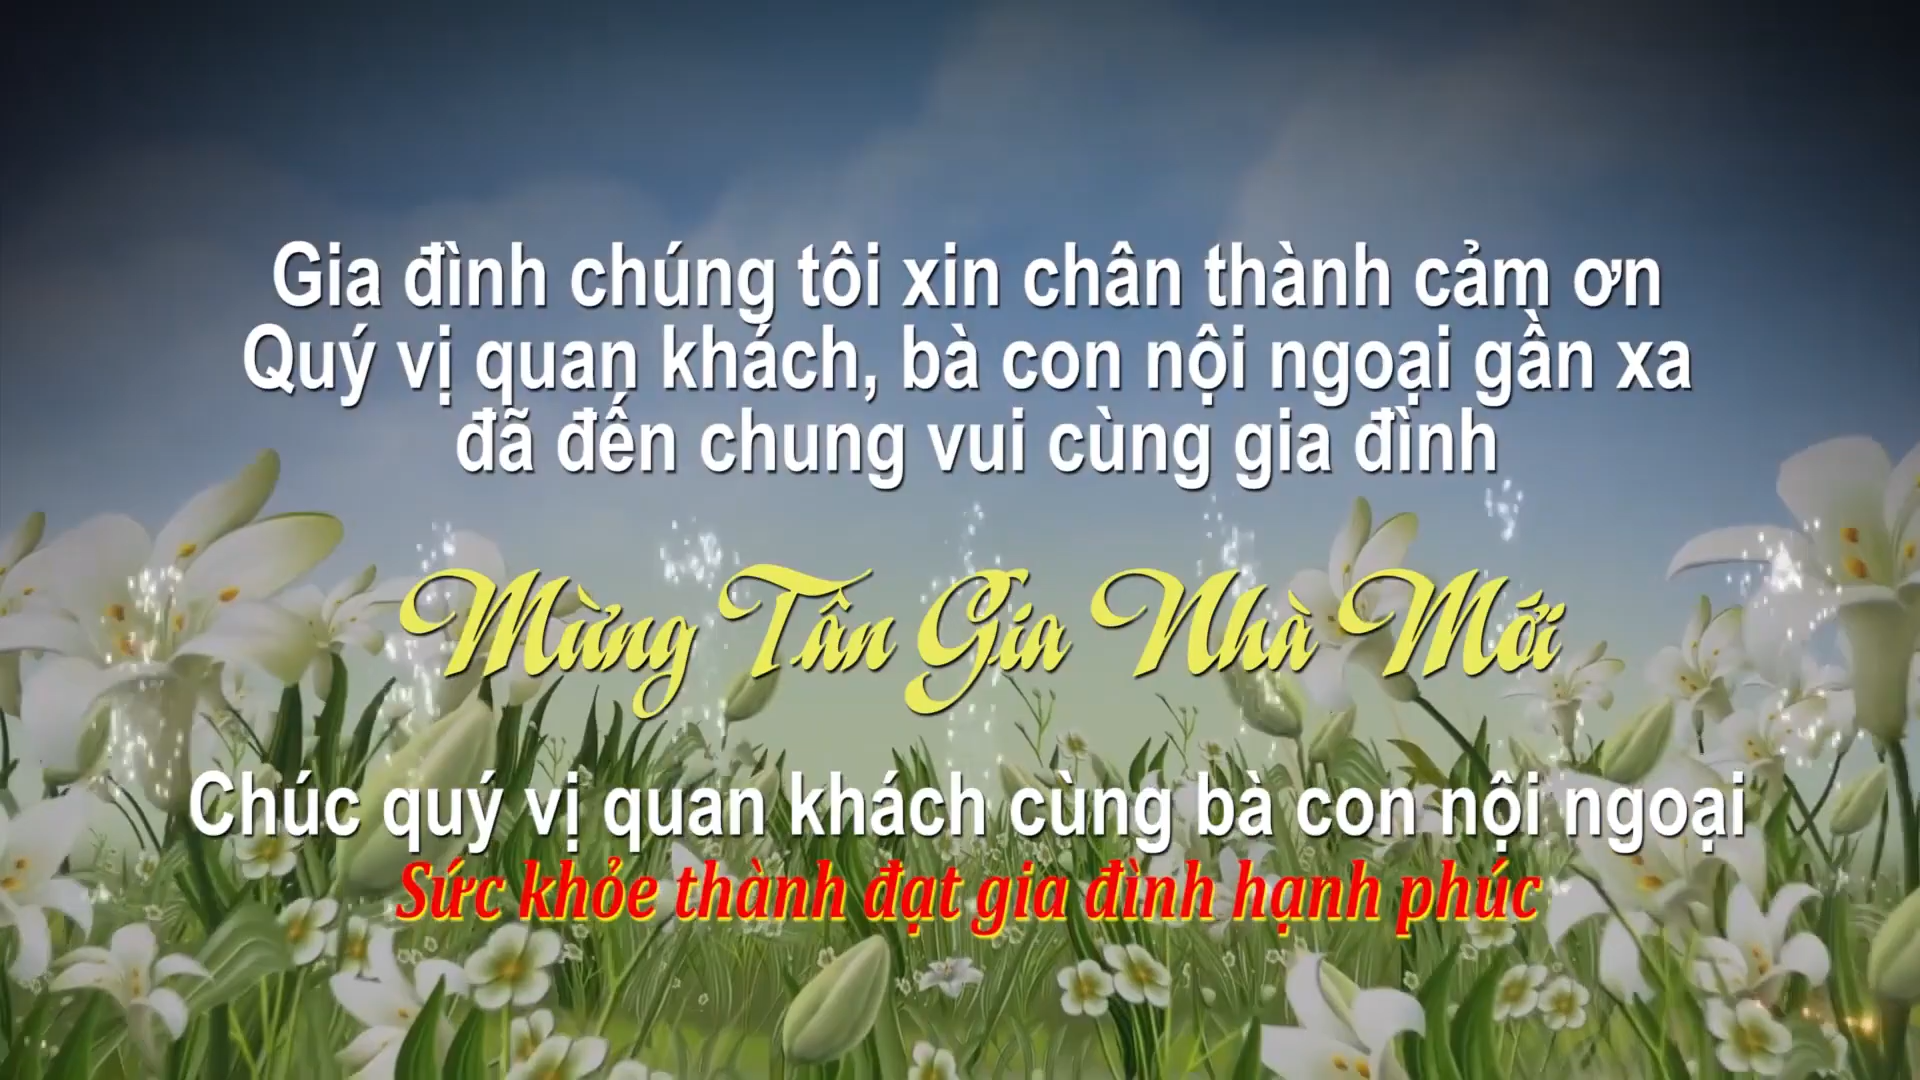 Gia đình chúng tôi xin chân thành cảm ơn
Quý vị quan khách, bà con nội ngoại gần xa
đã đến chung vui cùng gia đình
Mừng Tân Gia Nhà Mới
Chúc quý vị quan khách cùng bà con nội ngoại
Sức khỏe thành đạt gia đình hạnh phúc